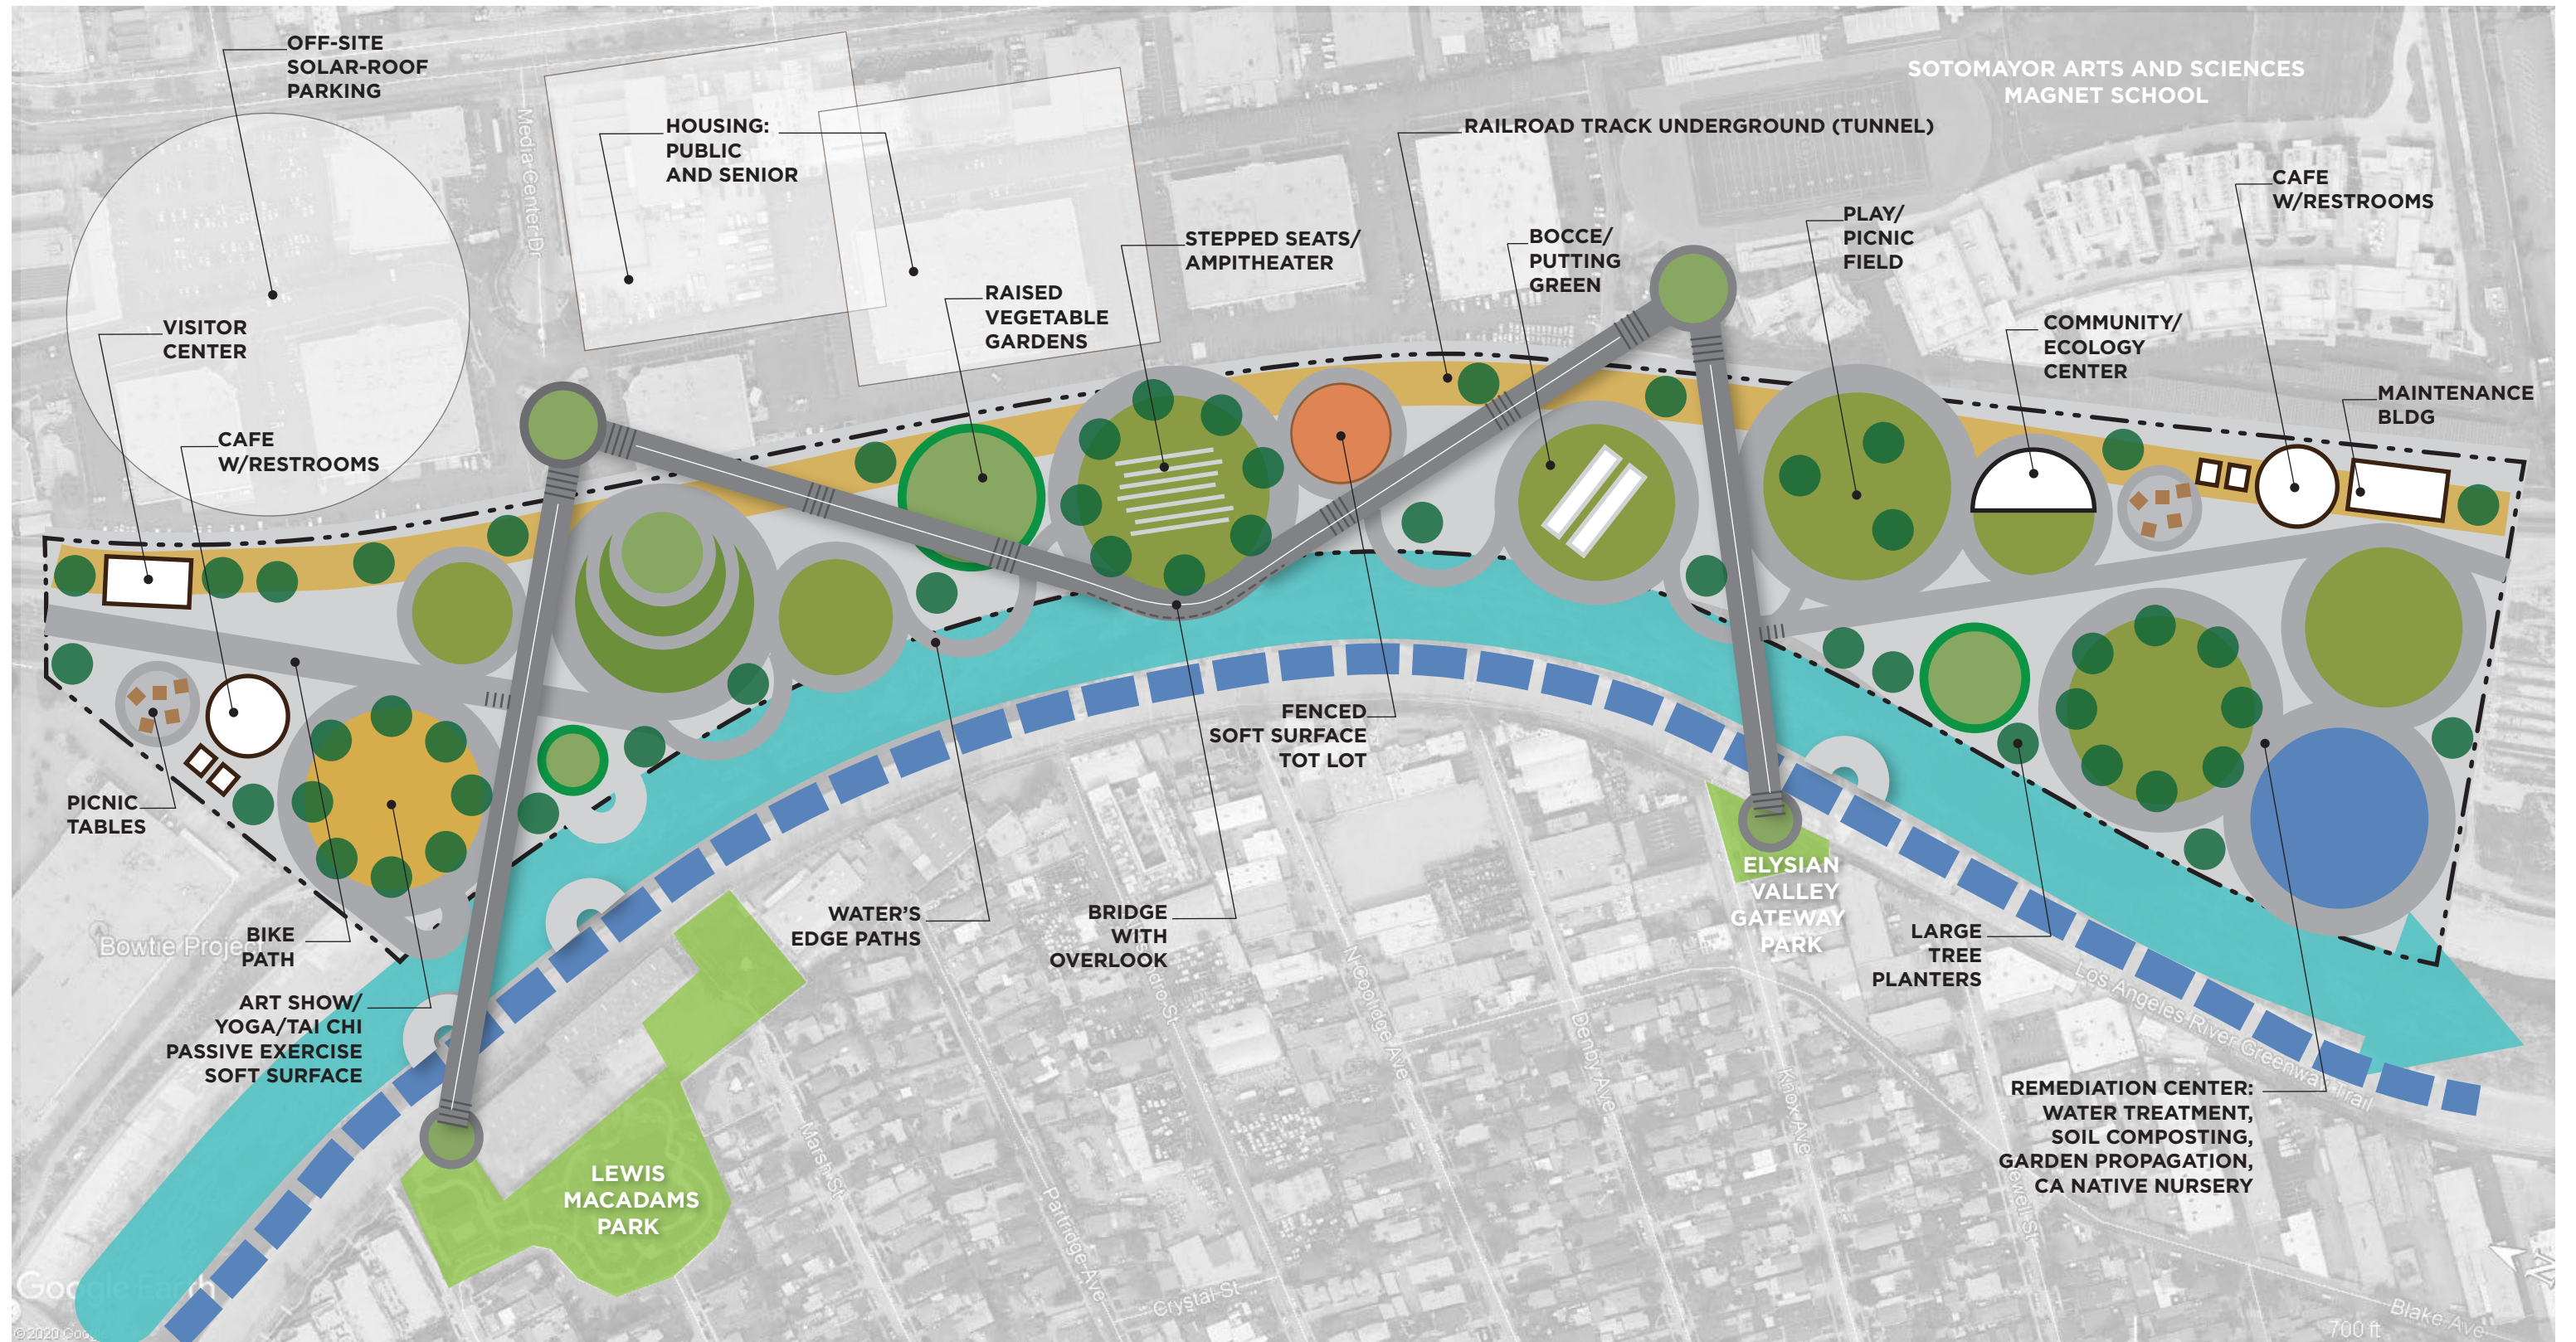 OFF-SITE
SOLAR-ROOF
PARKING
HOUSING:
PUBLIC
AND SENIOR
SOTOMAYOR ARTS AND SCIENCES
MAGNET SCHOOL
RAILROAD TRACK UNDERGROUND (TUNNEL)
CAFE
W/RESTROOMS
Media Center Dr
STEPPED SEATS/
AMPITHEATER
BOCCE/
PUTTING
GREEN
PLAY/
PICNIC
FIELD
RAISED
VEGETABLE
GARDENS
VISITOR
CENTER
COMMUNITY/
ECOLOGY
CENTER
MAINTENANCE
BLDG
CAFE
W/RESTROOMS
PICNIC
TABLES
FENCED
SOFT SURFACE
TOT LOT
ELYSIAN
VALLEY
GATEWAY
PARK
WATER'S
EDGE PATHS
BRIDGE
WITH
OVERLOOK
LARGE
TREE
PLANTERS
Bowtie Project
BIKE
PATH
ART SHOW/
YOGA/TAI CHI
PASSIVE EXERCISE
SOFT SURFACE
REMEDIATION CENTER:
WATER TREATMENT,
SOIL COMPOSTING,
GARDEN PROPAGATION,
CA NATIVE NURSERY
Los Angeles River Greenway Trail
LEWIS
MACADAMS
PARK
Marsh St
Partridge Ave
N Coolidge Ave
Denby Ave
Knox Ave
Crystal St
Blake Ave
Google Earth
©2020
700 ft
N